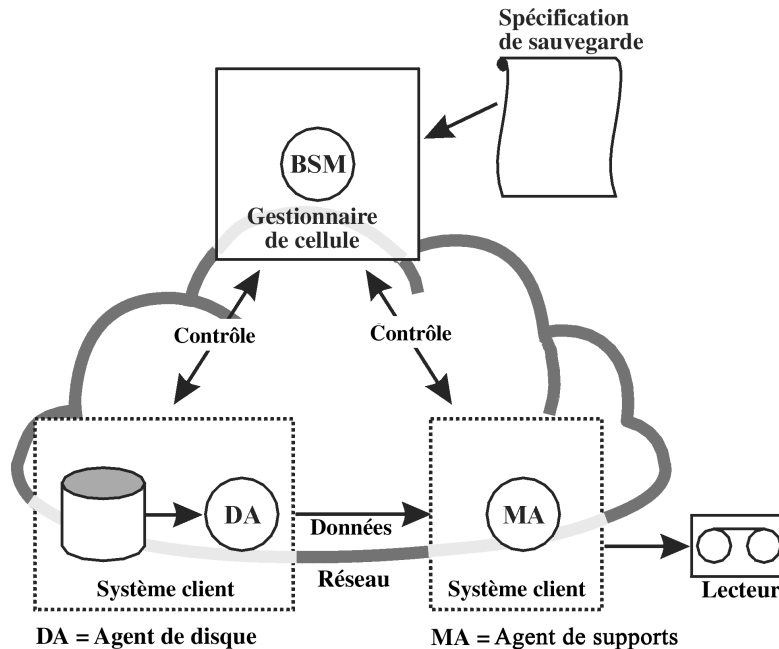 Spécification
de sauvegarde
BSM
Gestionnaire
de cellule
Contrôle
Contrôle
DA
Données
MA
Système client
Réseau
Système client
Lecteur
DA = Agent de disque
MA = Agent de supports